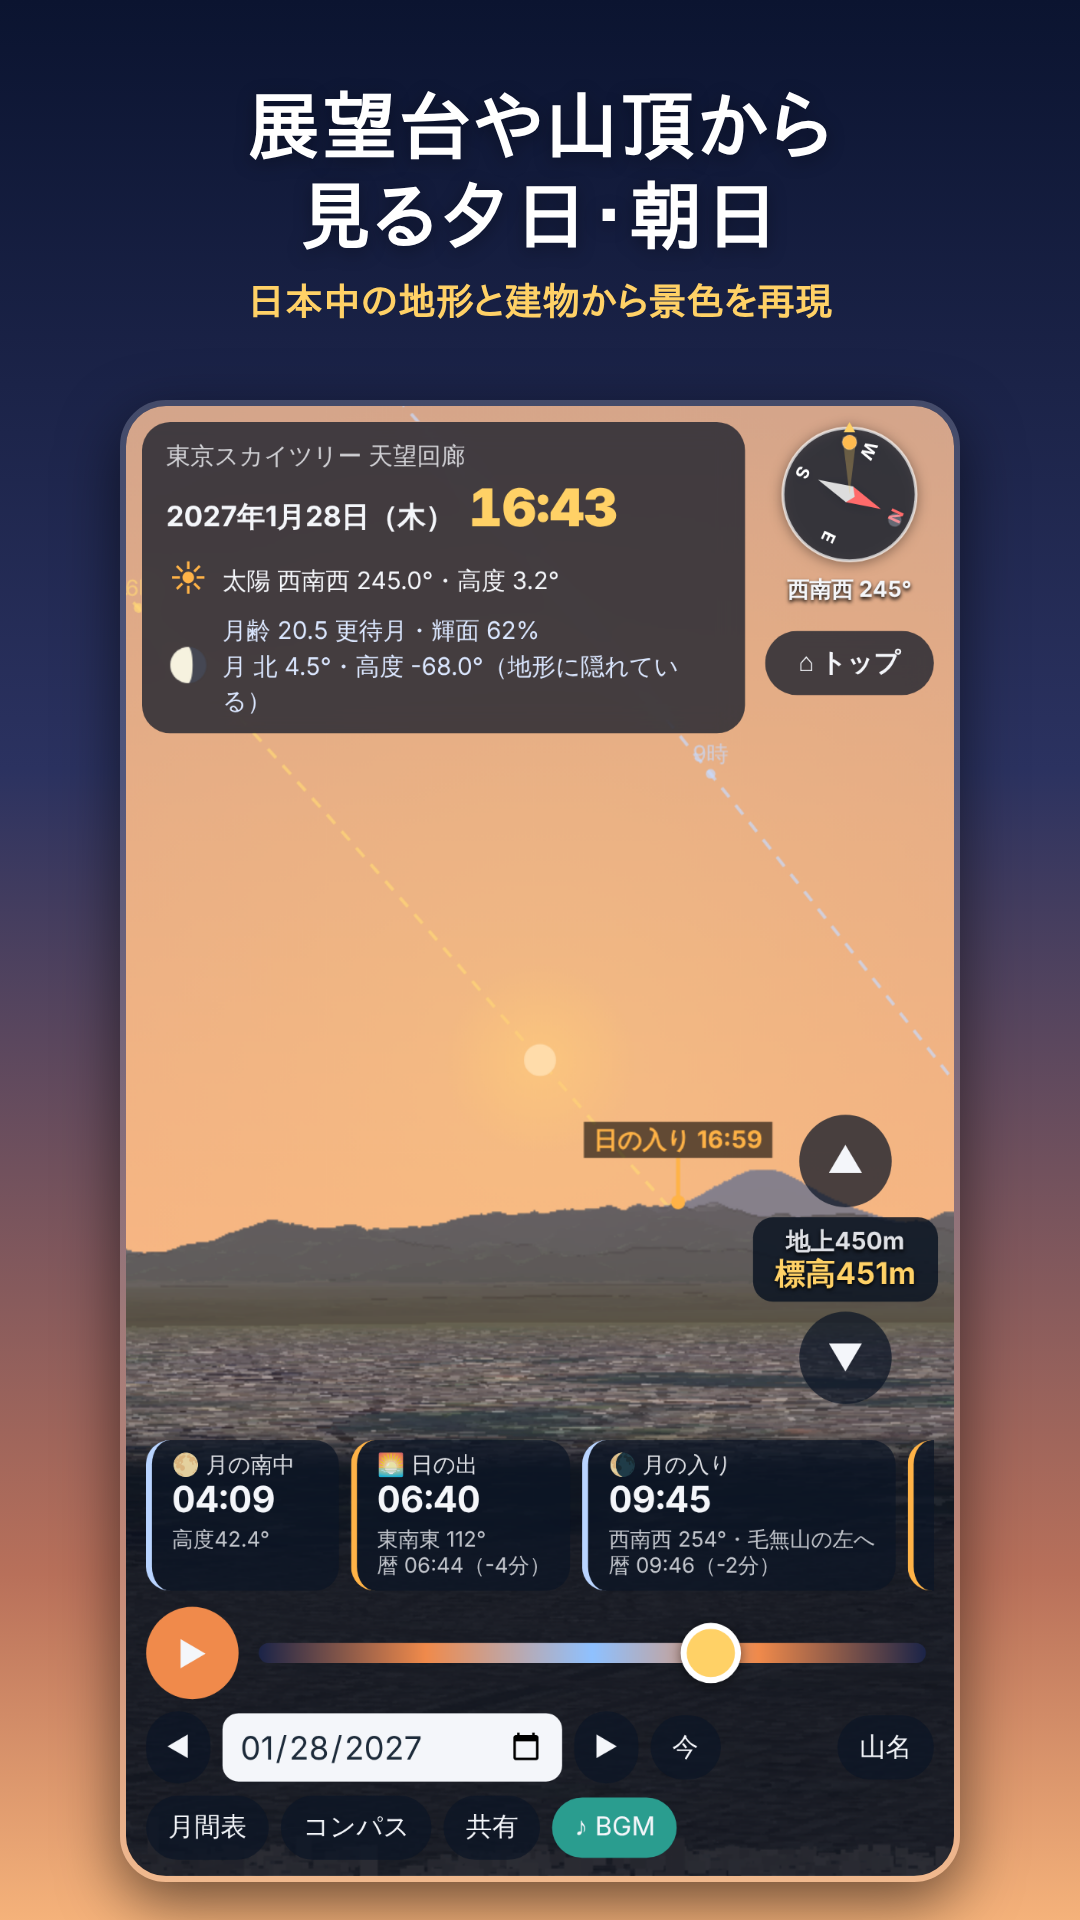 展望台や山頂から
見る夕日・朝日
日本中の地形と建物から景色を再現
東京スカイツリー 天望回廊
2027年1月28日（木） 16:43
太陽 西南西 245.0°・高度 3.2°
月齢 20.5 更待月・輝面 62%
月 北 4.5°・高度 -68.0°（地形に隠れてい
る）
W
S
N
E
西南西 245°
⌂ トップ
9時
日の入り 16:59
▲
地上450m
標高451m
▼
🌕 月の南中
04:09
高度42.4°
🌅 日の出
06:40
東南東 112°
暦 06:44（-4分）
🌘 月の入り
09:45
西南西 254°・毛無山の左へ
暦 09:46（-2分）
▶
◀ 01/28/2027 ▶ 今 山名
月間表 コンパス 共有 ♪ BGM